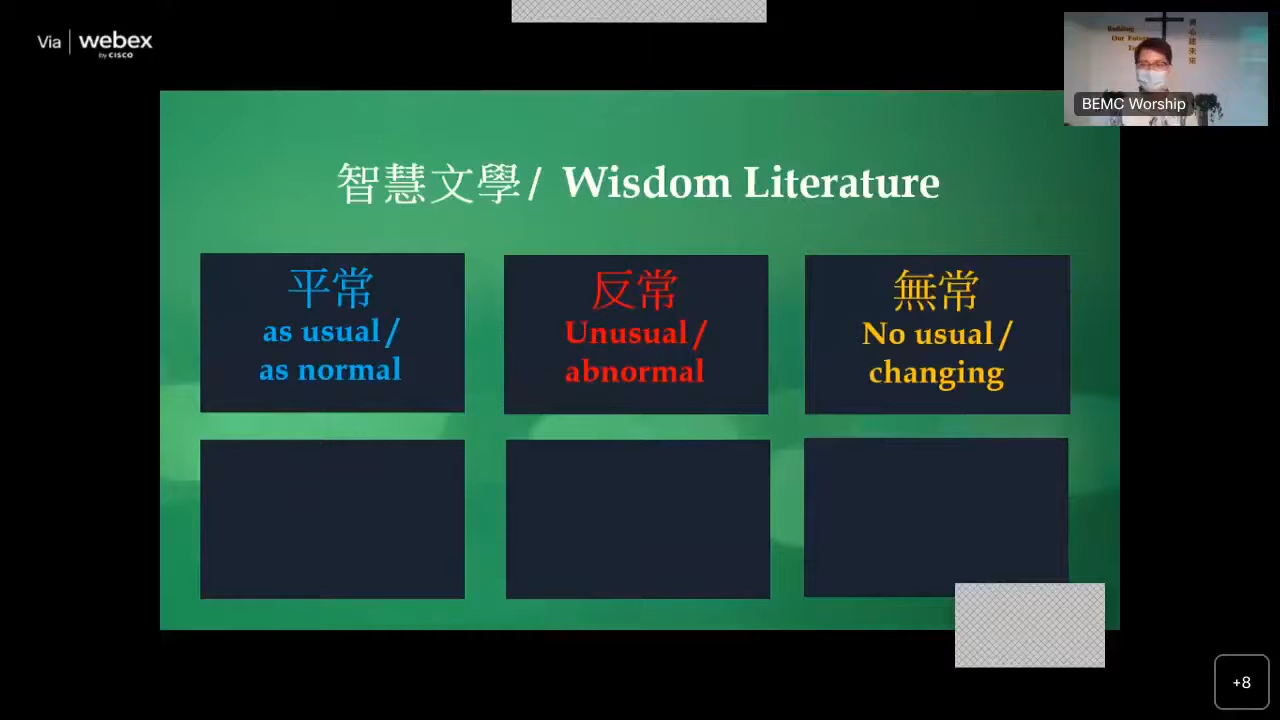 Via | webex
by CISCO
BEMC Worship
智慧文學 / Wisdom Literature
平常
as usual /
as normal
反常
Unusual /
abnormal
無常
No usual /
changing
+8